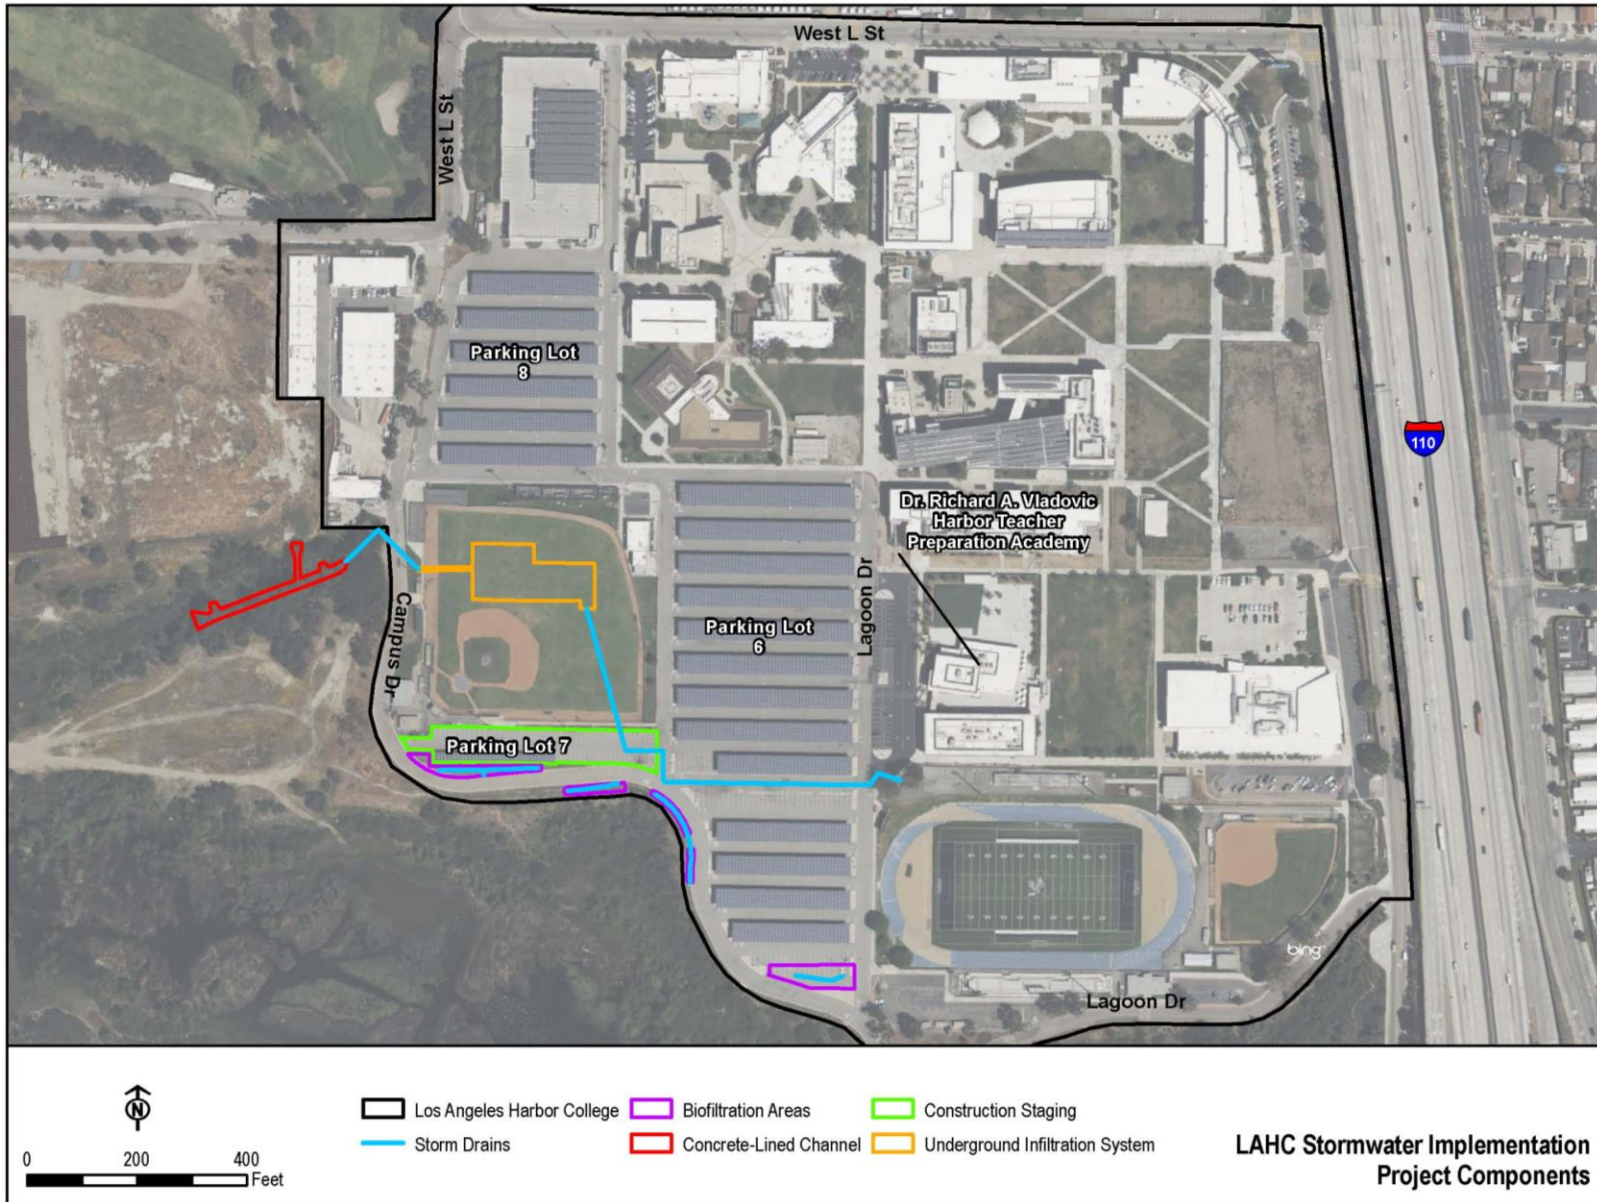 West L St
West L St
Parking Lot
8
110
Dr. Richard A. Vladovic
Harbor Teacher
Preparation Academy
Lagoon Dr
Parking Lot
6
Campus Dr
Parking Lot 7
bing
Lagoon Dr
N
0 200 400
Feet
Los Angeles Harbor College
Biofiltration Areas
Construction Staging
Storm Drains
Concrete-Lined Channel
Underground Infiltration System
LAHC Stormwater Implementation
Project Components